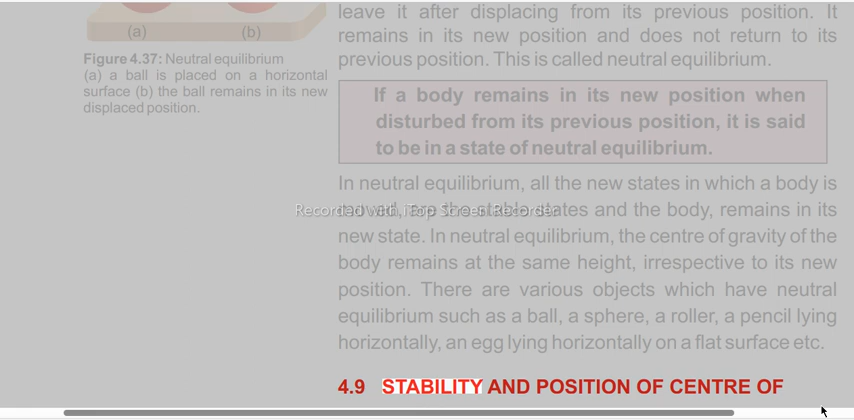 (a) (b)
Figure 4.37: Neutral equilibrium
(a) a ball is placed on a horizontal
surface (b) the ball remains in its new
displaced position.
leave it after displacing from its previous position. It
remains in its new position and does not return to its
previous position. This is called neutral equilibrium.
If a body remains in its new position when
disturbed from its previous position, it is said
to be in a state of neutral equilibrium.
In neutral equilibrium, all the new states in which a body is
are the stable states and the body, remains in its
Recorded with iTop Screen Recorder
new state. In neutral equilibrium, the centre of gravity of the
body remains at the same height, irrespective to its new
position. There are various objects which have neutral
equilibrium such as a ball, a sphere, a roller, a pencil lying
horizontally, an egg lying horizontally on a flat surface etc.
4.9 STABILITY AND POSITION OF CENTRE OF